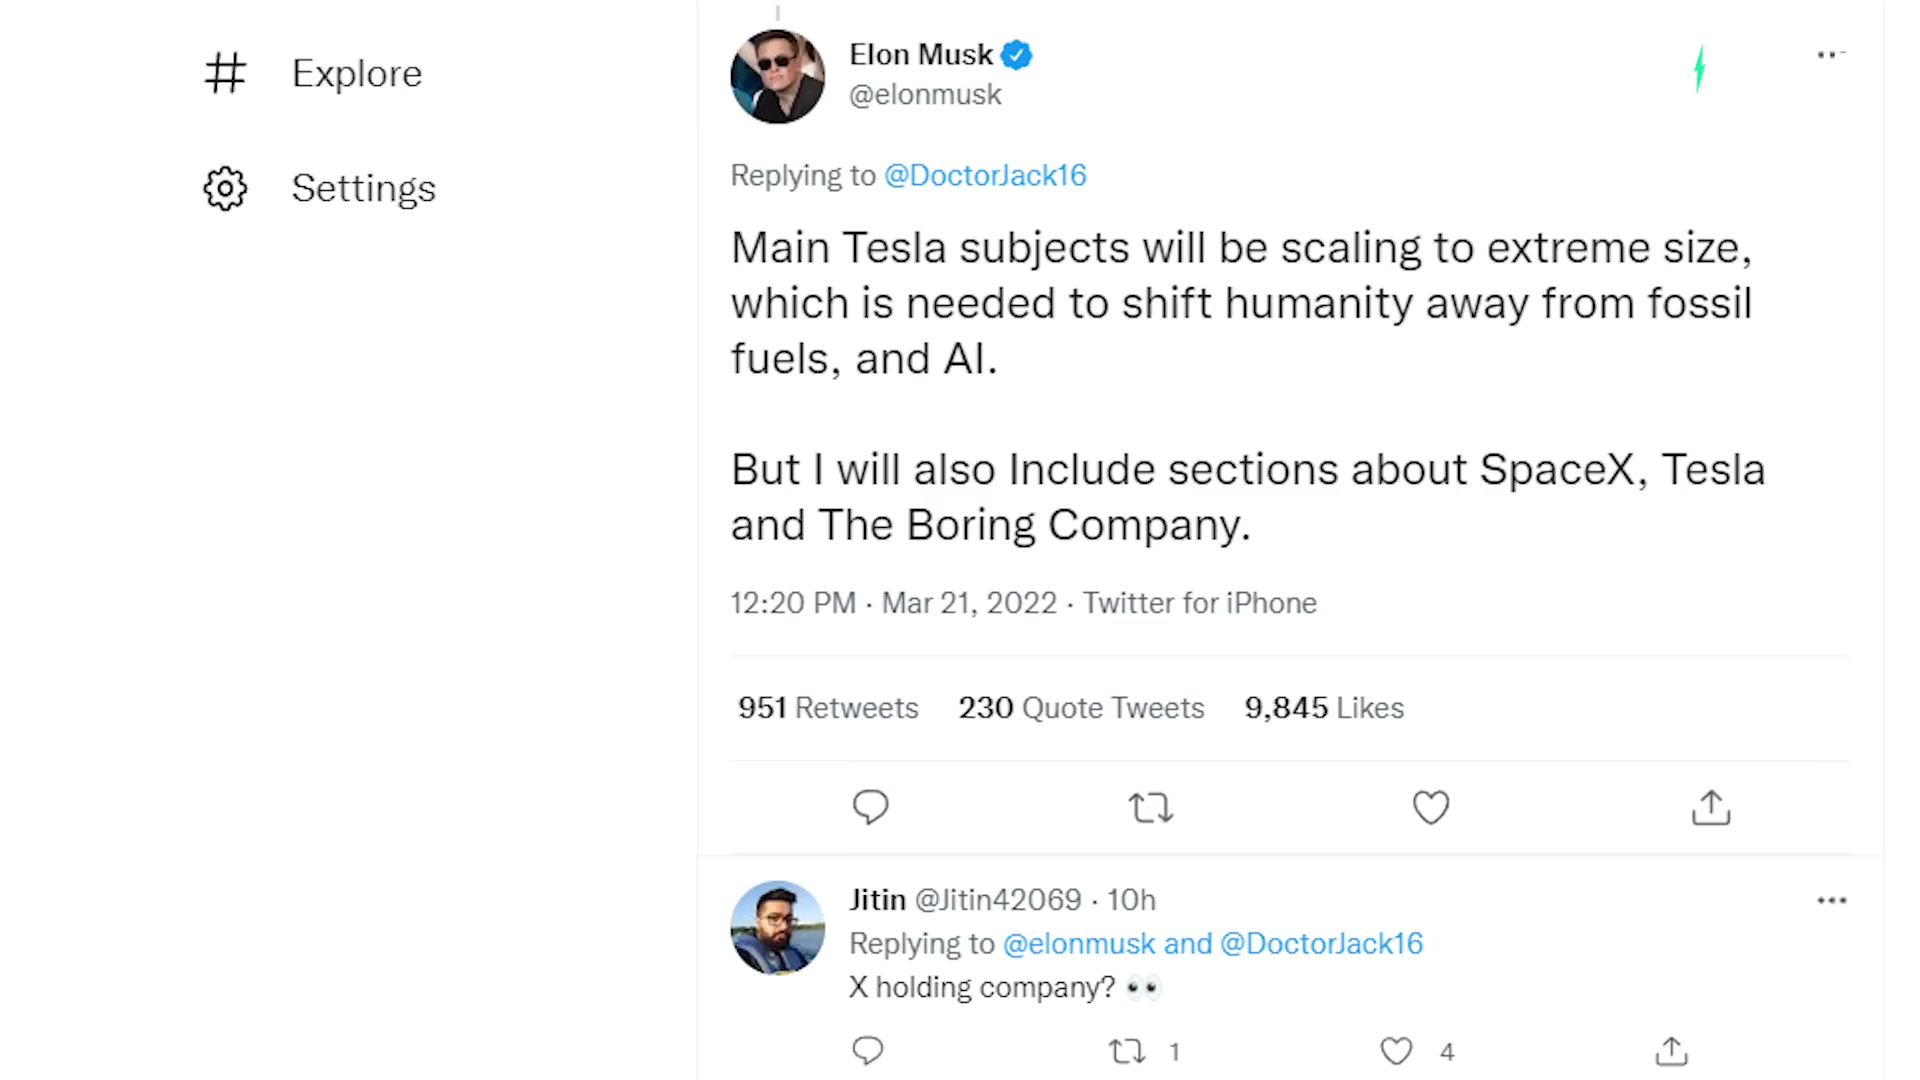 Explore
Settings
Elon Musk
@elonmusk
Replying to @DoctorJack16
Main Tesla subjects will be scaling to extreme size,
which is needed to shift humanity away from fossil
fuels, and AI.
But I will also Include sections about SpaceX, Tesla
and The Boring Company.
12:20 PM · Mar 21, 2022 · Twitter for iPhone
951 Retweets 230 Quote Tweets 9,845 Likes
Jitin @Jitin42069 · 10h
Replying to @elonmusk and @DoctorJack16
X holding company? 👀
1 4